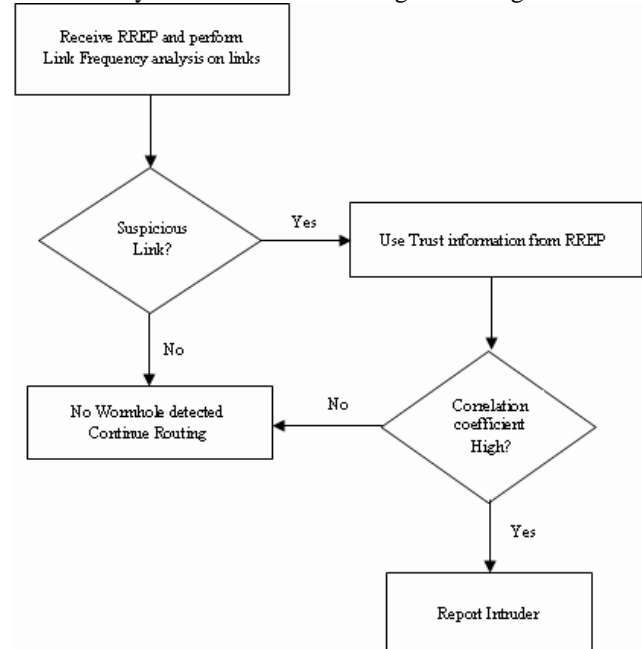 Receive RREP and perform
Link Frequency analysis on links
Suspicious
Link?
Yes
Use Trust information from RREP
No
No Wormhole detected
Continue Routing
No
Correlation
coefficient
High?
Yes
Report Intruder